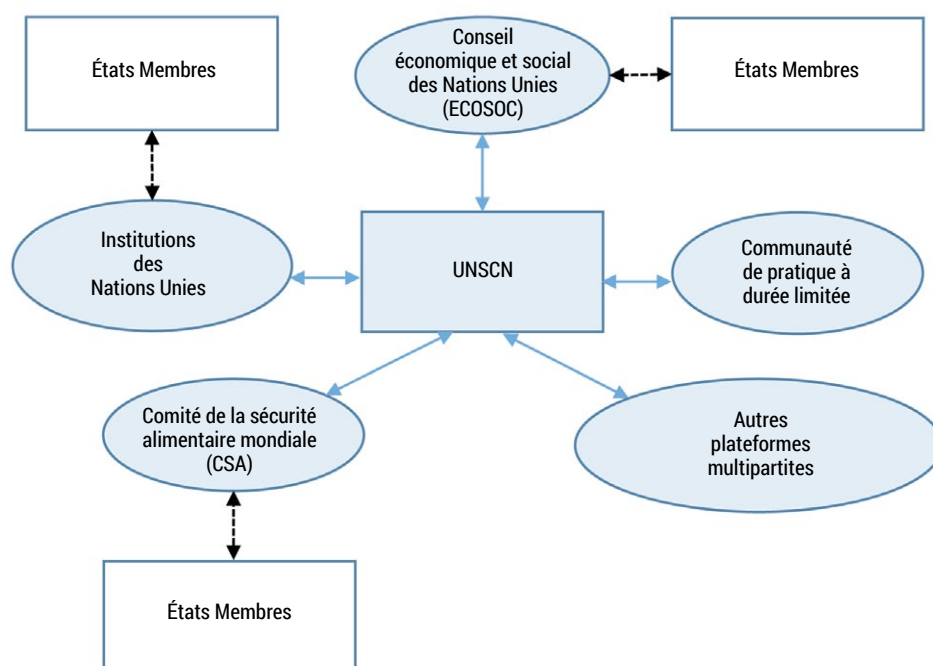 États Membres
Conseil
économique et social
des Nations Unies
(ECOSOC)
États Membres
Institutions
des
Nations Unies
UNSCN
Communauté
de pratique à
durée limitée
Comité de la sécurité
alimentaire mondiale
(CSA)
Autres
plateformes
multipartites
États Membres